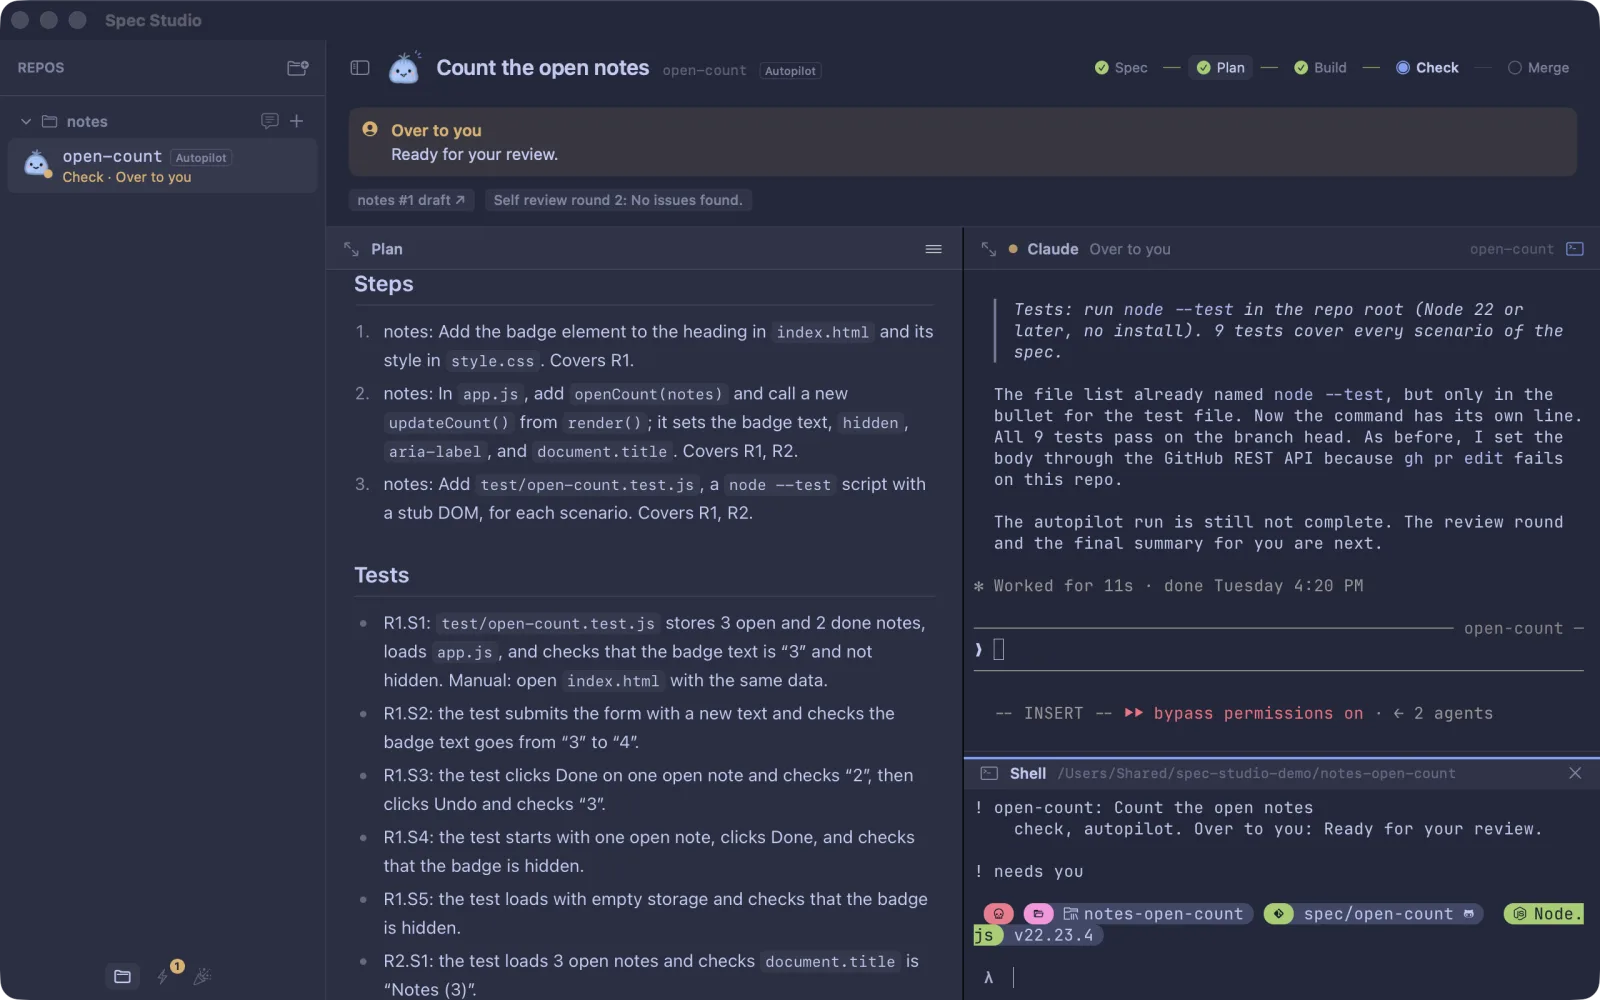 Spec Studio
REPOS
notes
open-count Autopilot
Check · Over to you
1
Count the open notes open-count Autopilot
Spec Plan Build Check Merge
Over to you
Ready for your review.
notes #1 draft ↗ Self review round 2: No issues found.
Plan
Steps
1. notes: Add the badge element to the heading in index.html and its
style in style.css. Covers R1.
2. notes: In app.js, add openCount(notes) and call a new
updateCount() from render(); it sets the badge text, hidden,
aria-label, and document.title. Covers R1, R2.
3. notes: Add test/open-count.test.js, a node --test script with
a stub DOM, for each scenario. Covers R1, R2.
Tests
• R1.S1: test/open-count.test.js stores 3 open and 2 done notes,
loads app.js, and checks that the badge text is “3” and not
hidden. Manual: open index.html with the same data.
• R1.S2: the test submits the form with a new text and checks the
badge text goes from “3” to “4”.
• R1.S3: the test clicks Done on one open note and checks “2”, then
clicks Undo and checks “3”.
• R1.S4: the test starts with one open note, clicks Done, and checks
that the badge is hidden.
• R1.S5: the test loads with empty storage and checks that the badge
is hidden.
• R2.S1: the test loads 3 open notes and checks document.title is
“Notes (3)”.
Claude Over to you open-count
Tests: run node --test in the repo root (Node 22 or
later, no install). 9 tests cover every scenario of the
spec.
The file list already named node --test, but only in the
bullet for the test file. Now the command has its own line.
All 9 tests pass on the branch head. As before, I set the
body through the GitHub REST API because gh pr edit fails
on this repo.
The autopilot run is still not complete. The review round
and the final summary for you are next.
✻ Worked for 11s · done Tuesday 4:20 PM
open-count
❯
-- INSERT -- ⏵⏵ bypass permissions on · ← 2 agents
Shell /Users/Shared/spec-studio-demo/notes-open-count
! open-count: Count the open notes
check, autopilot. Over to you: Ready for your review.
! needs you
notes-open-count spec/open-count Node.
js v22.23.4
λ